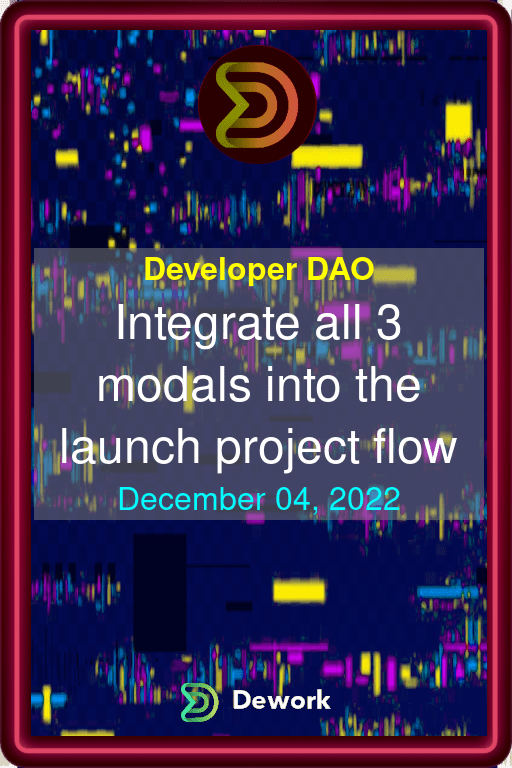 Developer DAO
Integrate all 3
modals into the
launch project flow
December 04, 2022
Dework